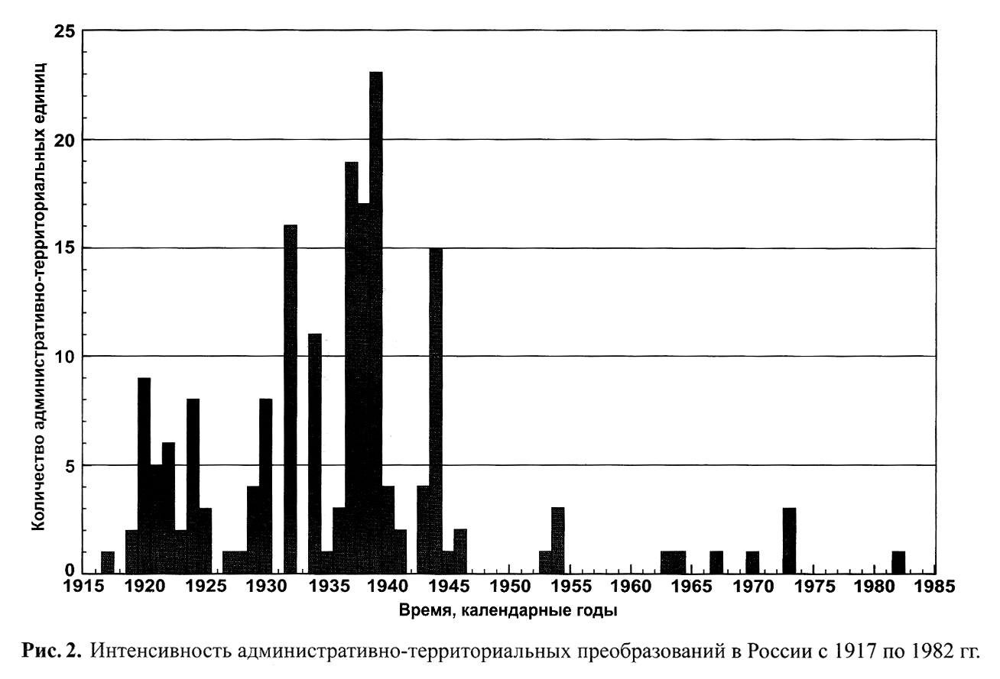 Количество административно-территориальных единиц
25
20
15
10
5
0
1915 1920 1925 1930 1935 1940 1945 1950 1955 1960 1965 1970 1975 1980 1985
Время, календарные годы
Рис. 2. Интенсивность административно-территориальных преобразований в России с 1917 по 1982 гг.